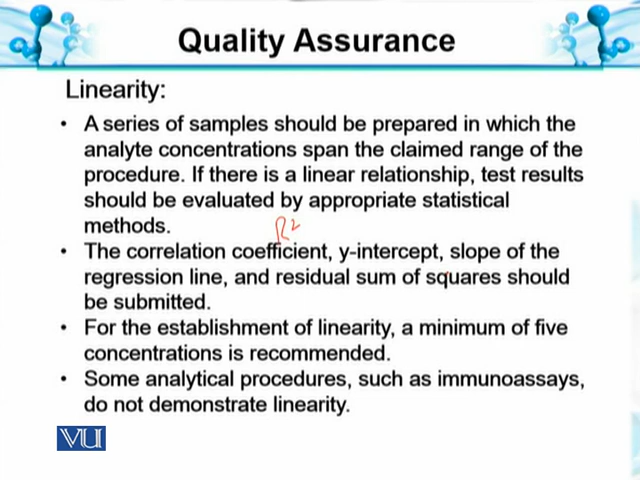 Quality Assurance
Linearity:
• A series of samples should be prepared in which the
analyte concentrations span the claimed range of the
procedure. If there is a linear relationship, test results
should be evaluated by appropriate statistical
methods.
R²
• The correlation coefficient, y-intercept, slope of the
regression line, and residual sum of squares should
be submitted.
• For the establishment of linearity, a minimum of five
concentrations is recommended.
• Some analytical procedures, such as immunoassays,
do not demonstrate linearity.
VU